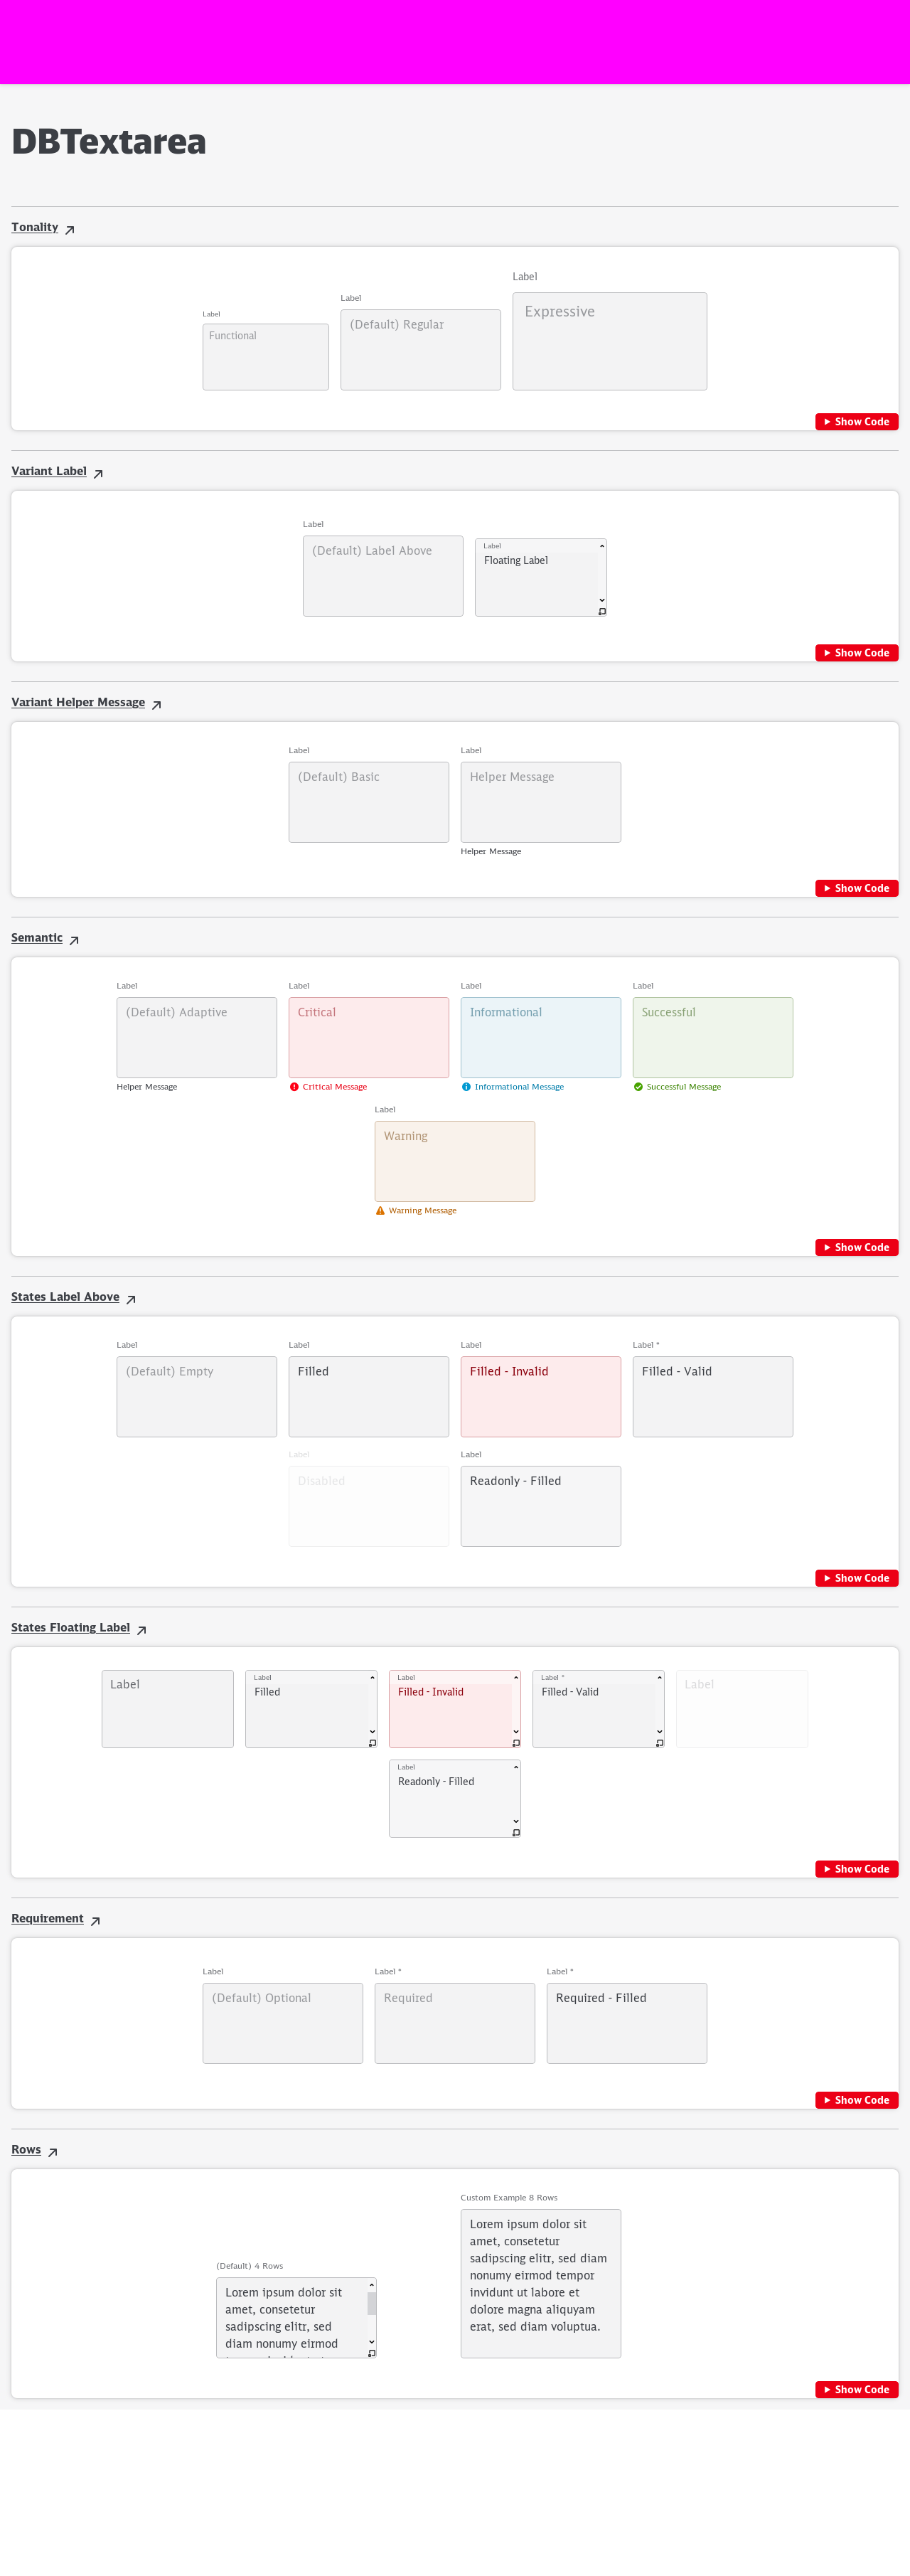 DBTextarea
Tonality
Label
Functional
Label
(Default) Regular
Label
Expressive
Show Code
Variant Label
Label
(Default) Label Above
Label
Floating Label
Show Code
Variant Helper Message
Label
(Default) Basic
Label
Helper Message
Helper Message
Show Code
Semantic
Label
(Default) Adaptive
Helper Message
Label
Critical
Critical Message
Label
Informational
Informational Message
Label
Successful
Successful Message
Label
Warning
Warning Message
Show Code
States Label Above
Label
(Default) Empty
Label
Filled
Label
Filled - Invalid
Label *
Filled - Valid
Label
Disabled
Label
Readonly - Filled
Show Code
States Floating Label
Label
Label
Filled
Label
Filled - Invalid
Label *
Filled - Valid
Label
Label
Readonly - Filled
Show Code
Requirement
Label
(Default) Optional
Label *
Required
Label *
Required - Filled
Show Code
Rows
(Default) 4 Rows
Lorem ipsum dolor sit
amet, consetetur
sadipscing elitr, sed
diam nonumy eirmod
Custom Example 8 Rows
Lorem ipsum dolor sit
amet, consetetur
sadipscing elitr, sed diam
nonumy eirmod tempor
invidunt ut labore et
dolore magna aliquyam
erat, sed diam voluptua.
Show Code